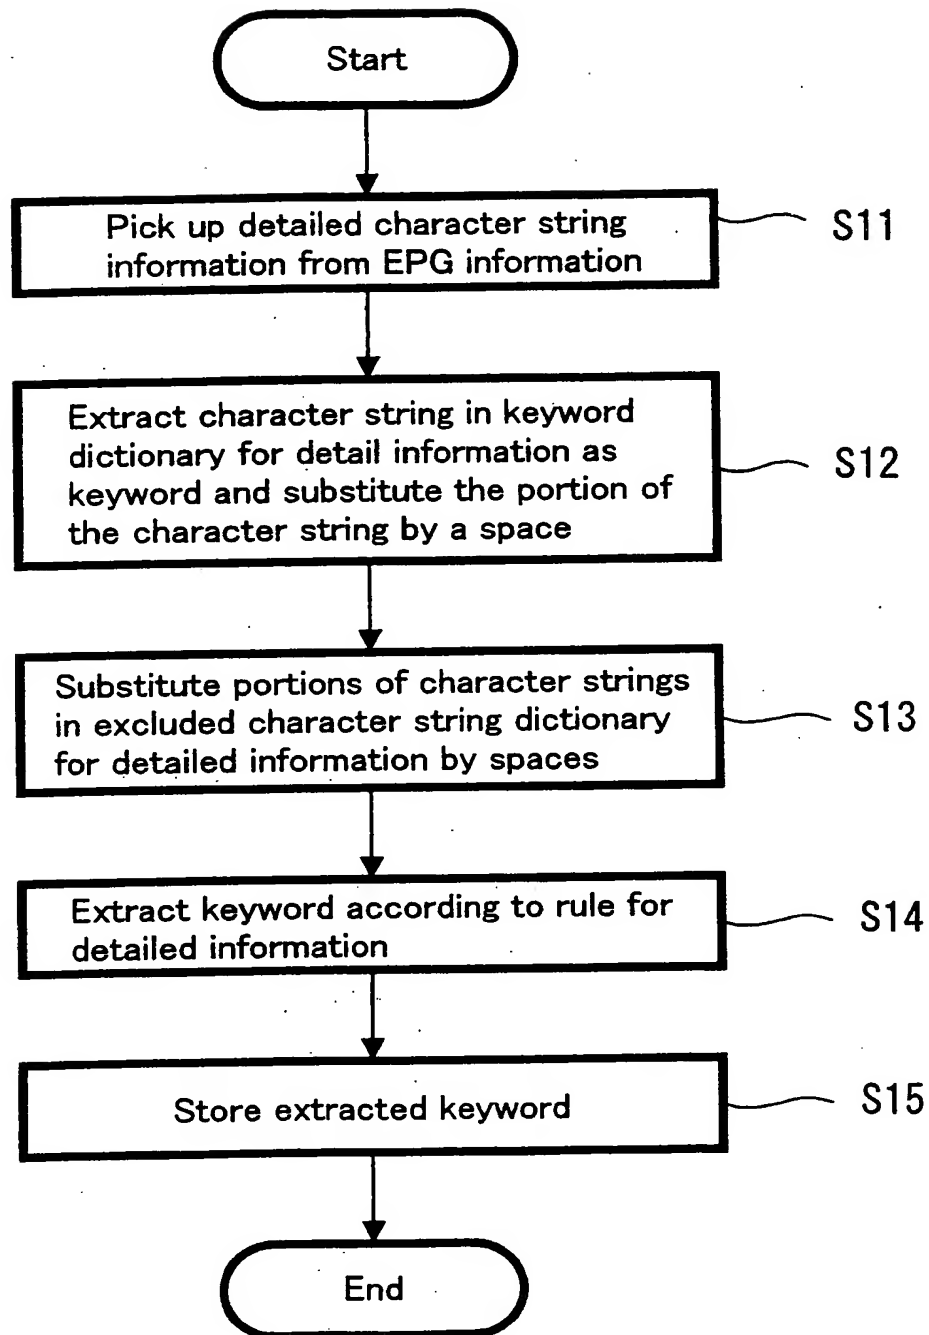 Start
Pick up detailed character string
information from EPG information
S11
Extract character string in keyword
dictionary for detail information as
keyword and substitute the portion of
the character string by a space
S12
Substitute portions of character strings
in excluded character string dictionary
for detailed information by spaces
S13
Extract keyword according to rule for
detailed information
S14
Store extracted keyword
S15
End